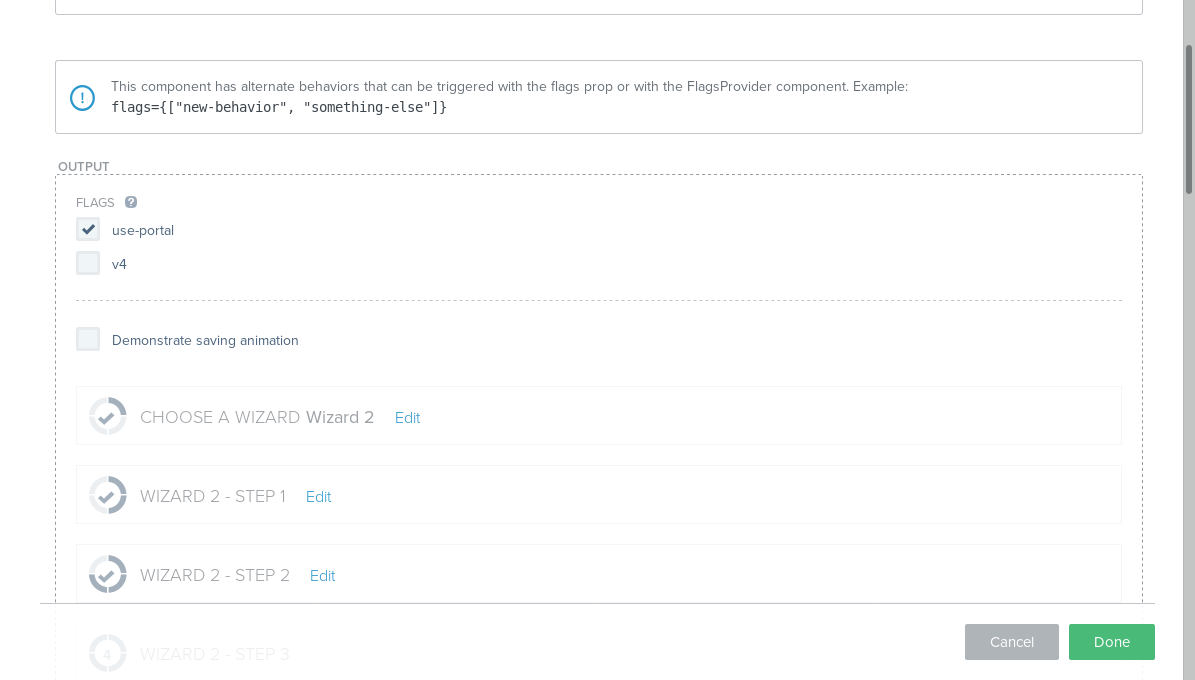 This component has alternate behaviors that can be triggered with the flags prop or with the FlagsProvider component. Example:
flags={["new-behavior", "something-else"]}
OUTPUT
FLAGS ?
use-portal
v4
Demonstrate saving animation
CHOOSE A WIZARD Wizard 2 Edit
WIZARD 2 - STEP 1 Edit
WIZARD 2 - STEP 2 Edit
4 WIZARD 2 - STEP 3
Cancel Done